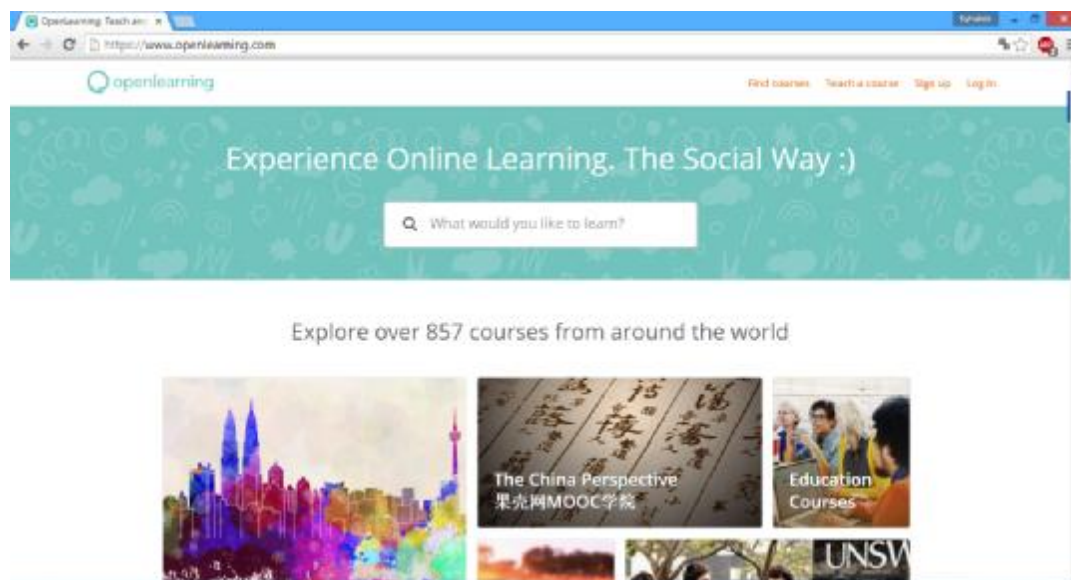 OpenLearning: Teach an
https://www.openlearning.com
openlearning
Find courses Teach a course Sign up Log In
Experience Online Learning. The Social Way :)
What would you like to learn?
Explore over 857 courses from around the world
The China Perspective
果壳网MOOC学院
Education
Courses
UNSW